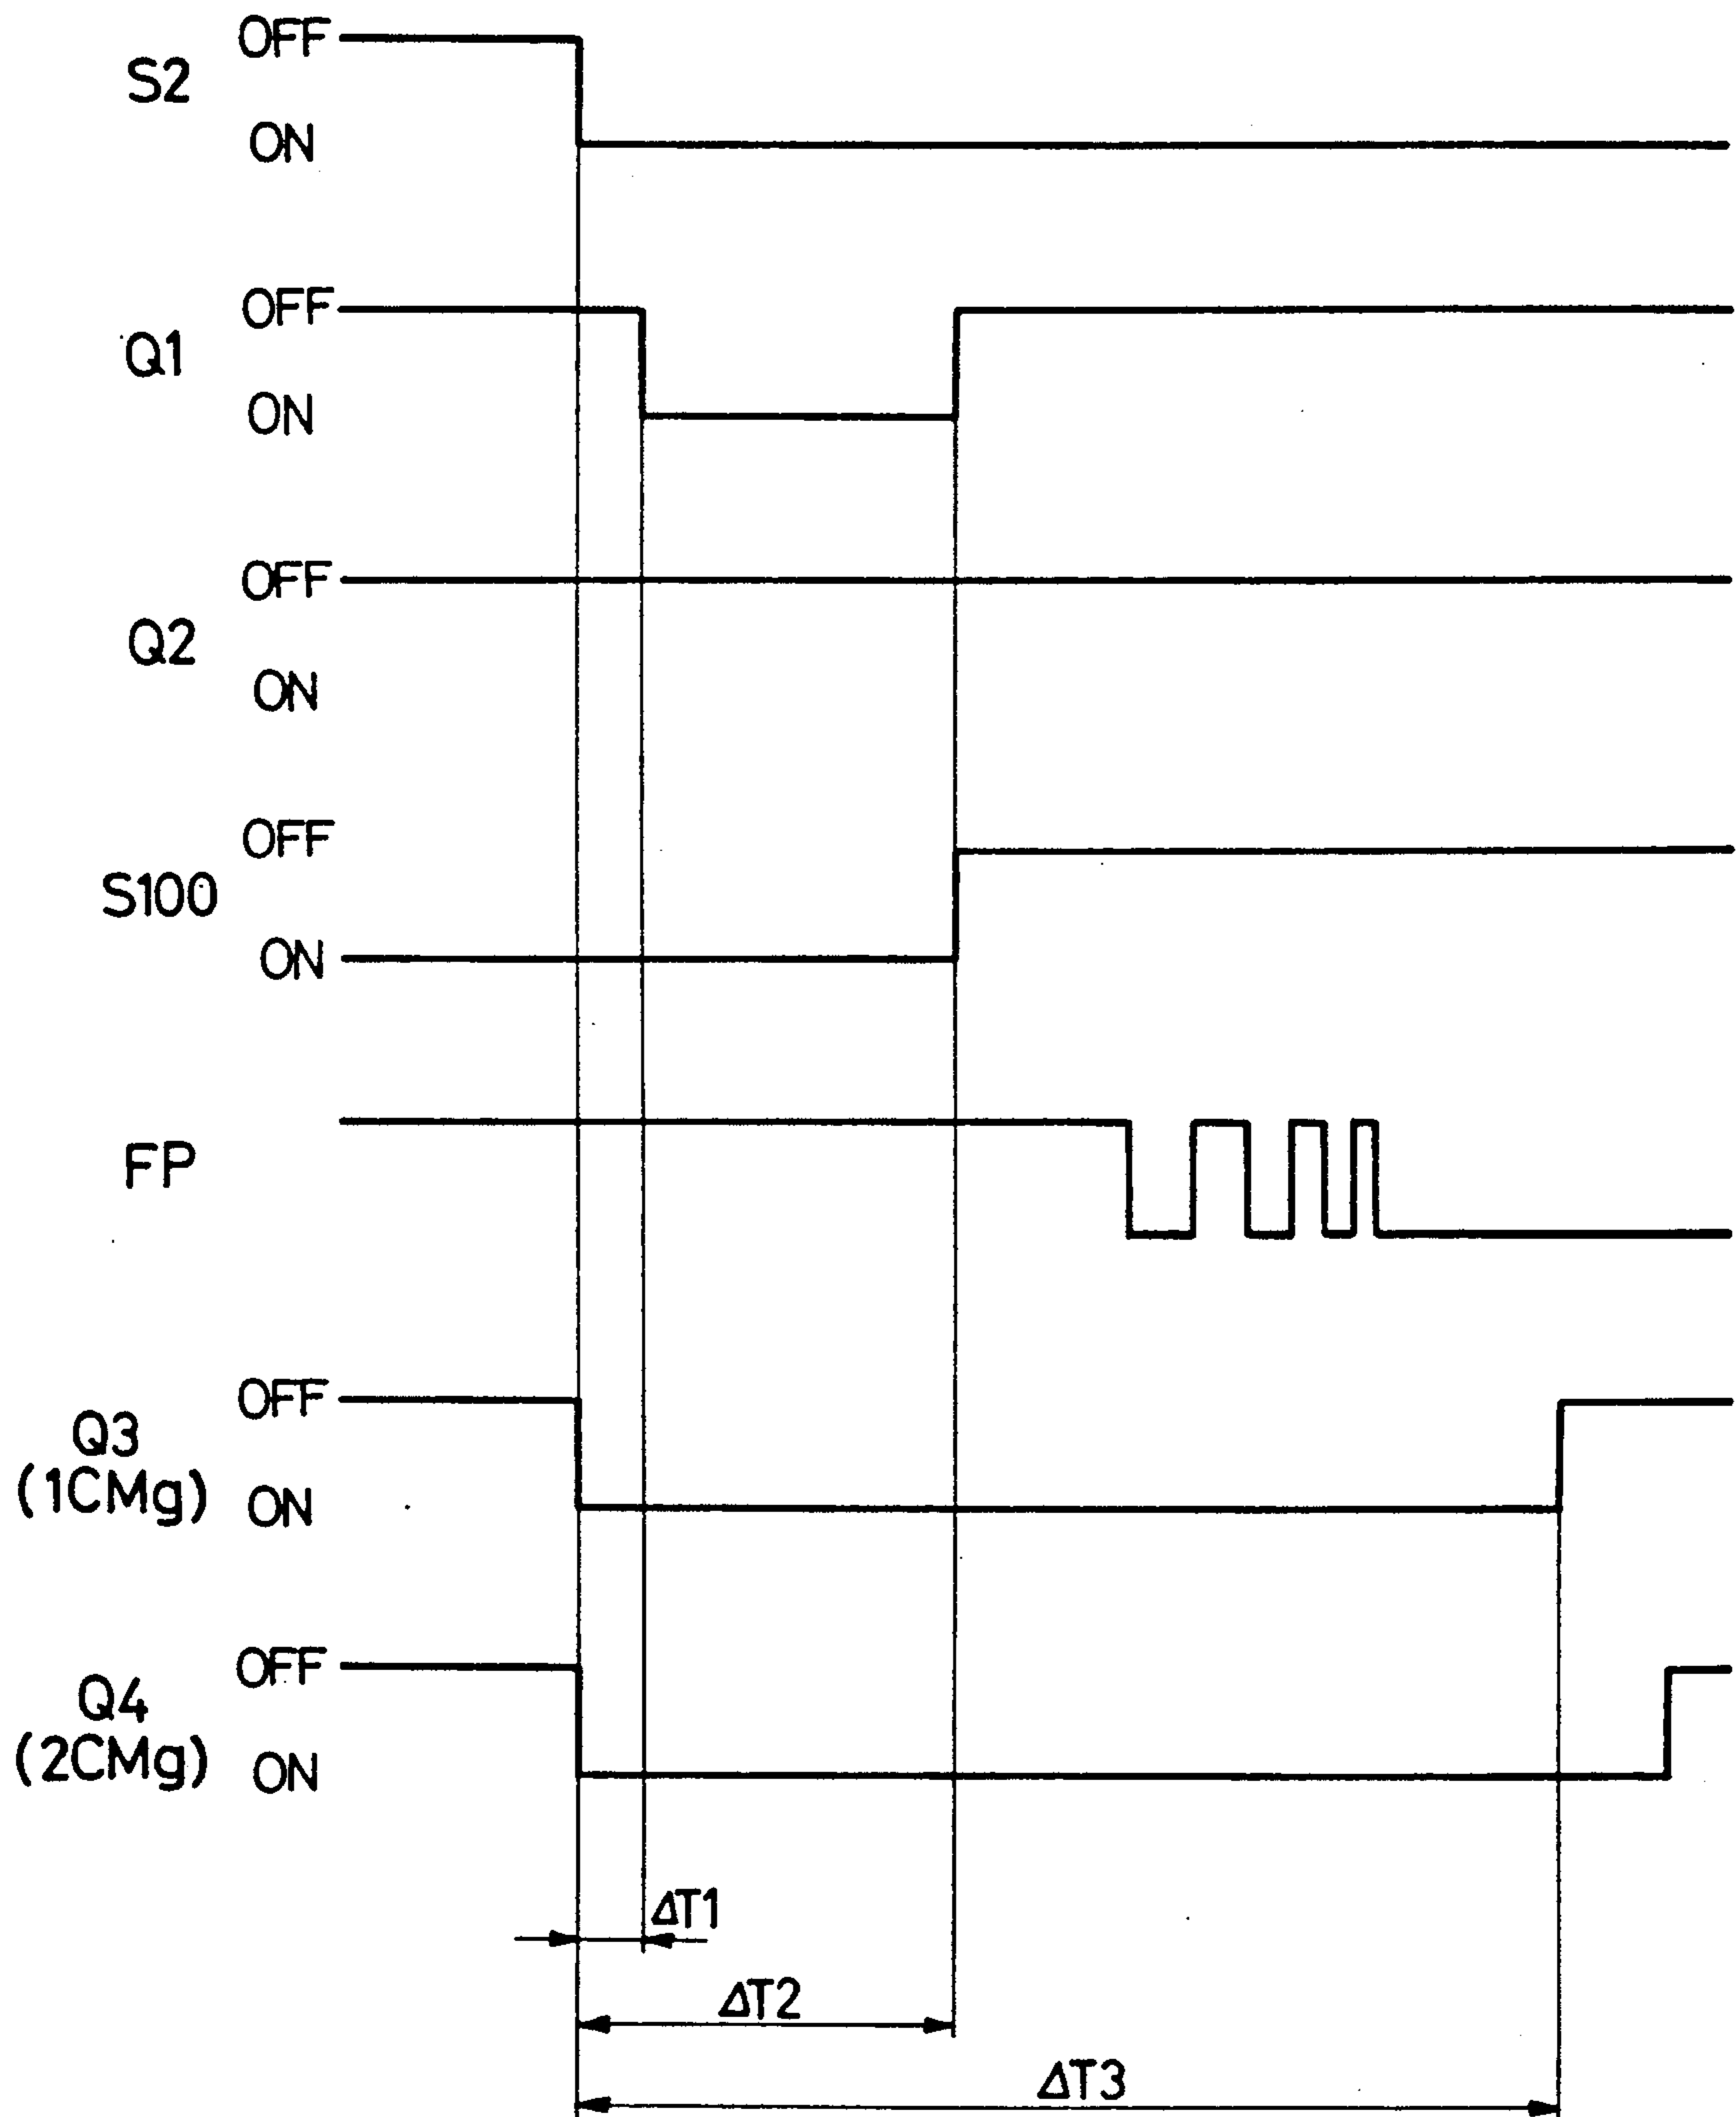 OFF
S2
ON
OFF
Q1
ON
OFF
Q2
ON
OFF
S100
ON
FP
OFF
Q3
(1CMg)
ON
OFF
Q4
(2CMg)
ON
ΔT1
ΔT2
ΔT3